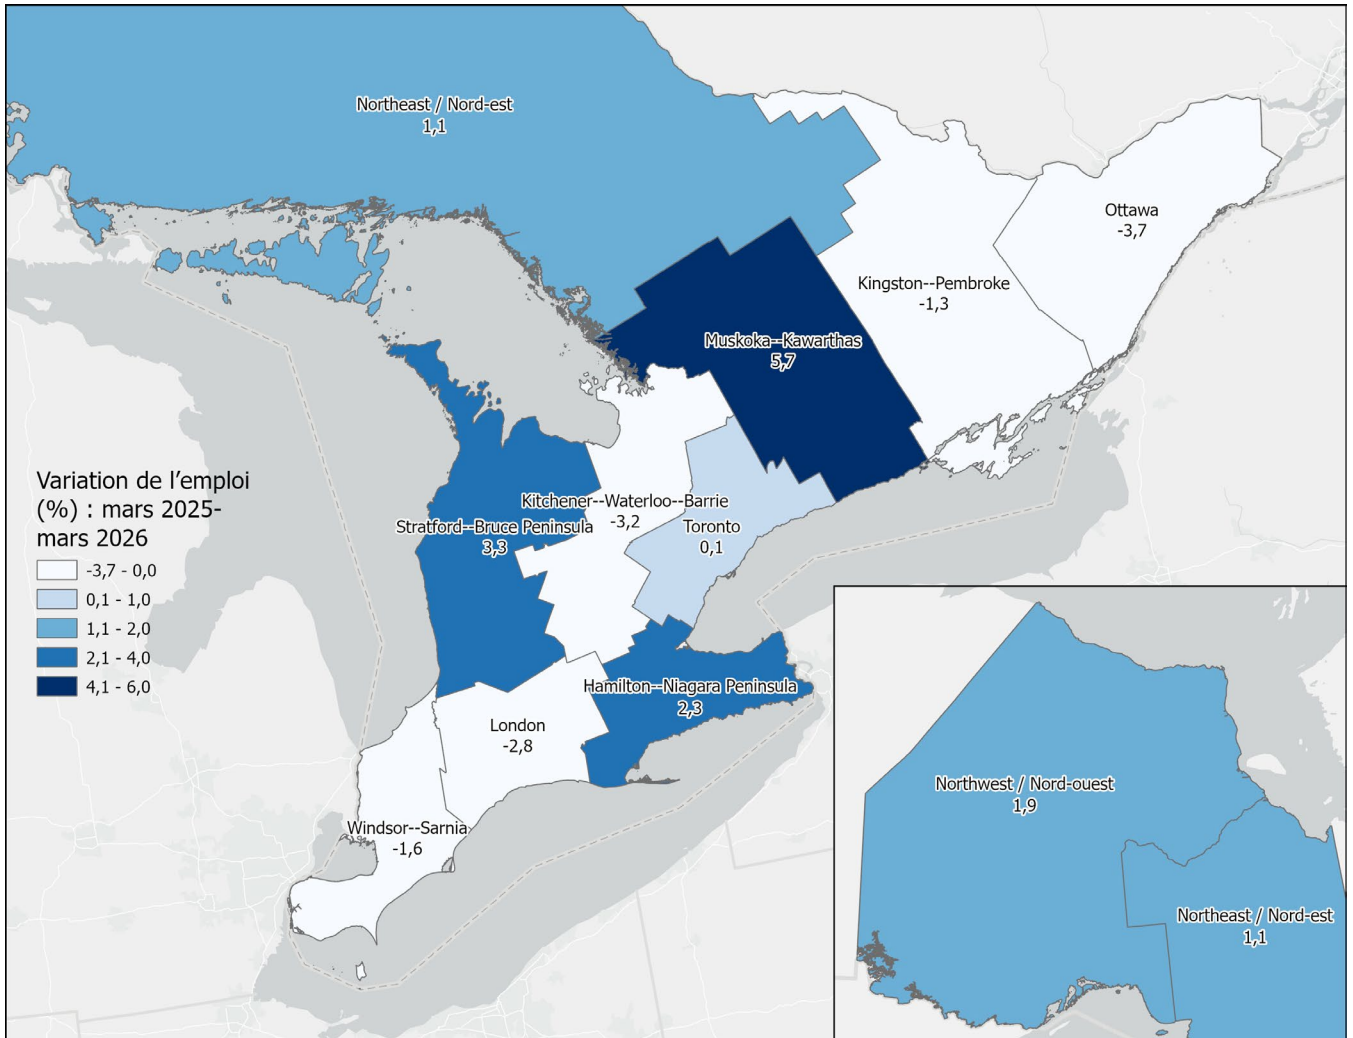 Northeast / Nord-est
1,1
Ottawa
-3,7
Kingston--Pembroke
-1,3
Muskoka--Kawarthas
5,7
Kitchener--Waterloo--Barrie
-3,2
Stratford--Bruce Peninsula
3,3
Toronto
0,1
Hamilton--Niagara Peninsula
2,3
London
-2,8
Windsor--Sarnia
-1,6
Variation de l’emploi
(%) : mars 2025-
mars 2026
-3,7 - 0,0
0,1 - 1,0
1,1 - 2,0
2,1 - 4,0
4,1 - 6,0
Northwest / Nord-ouest
1,9
Northeast / Nord-est
1,1